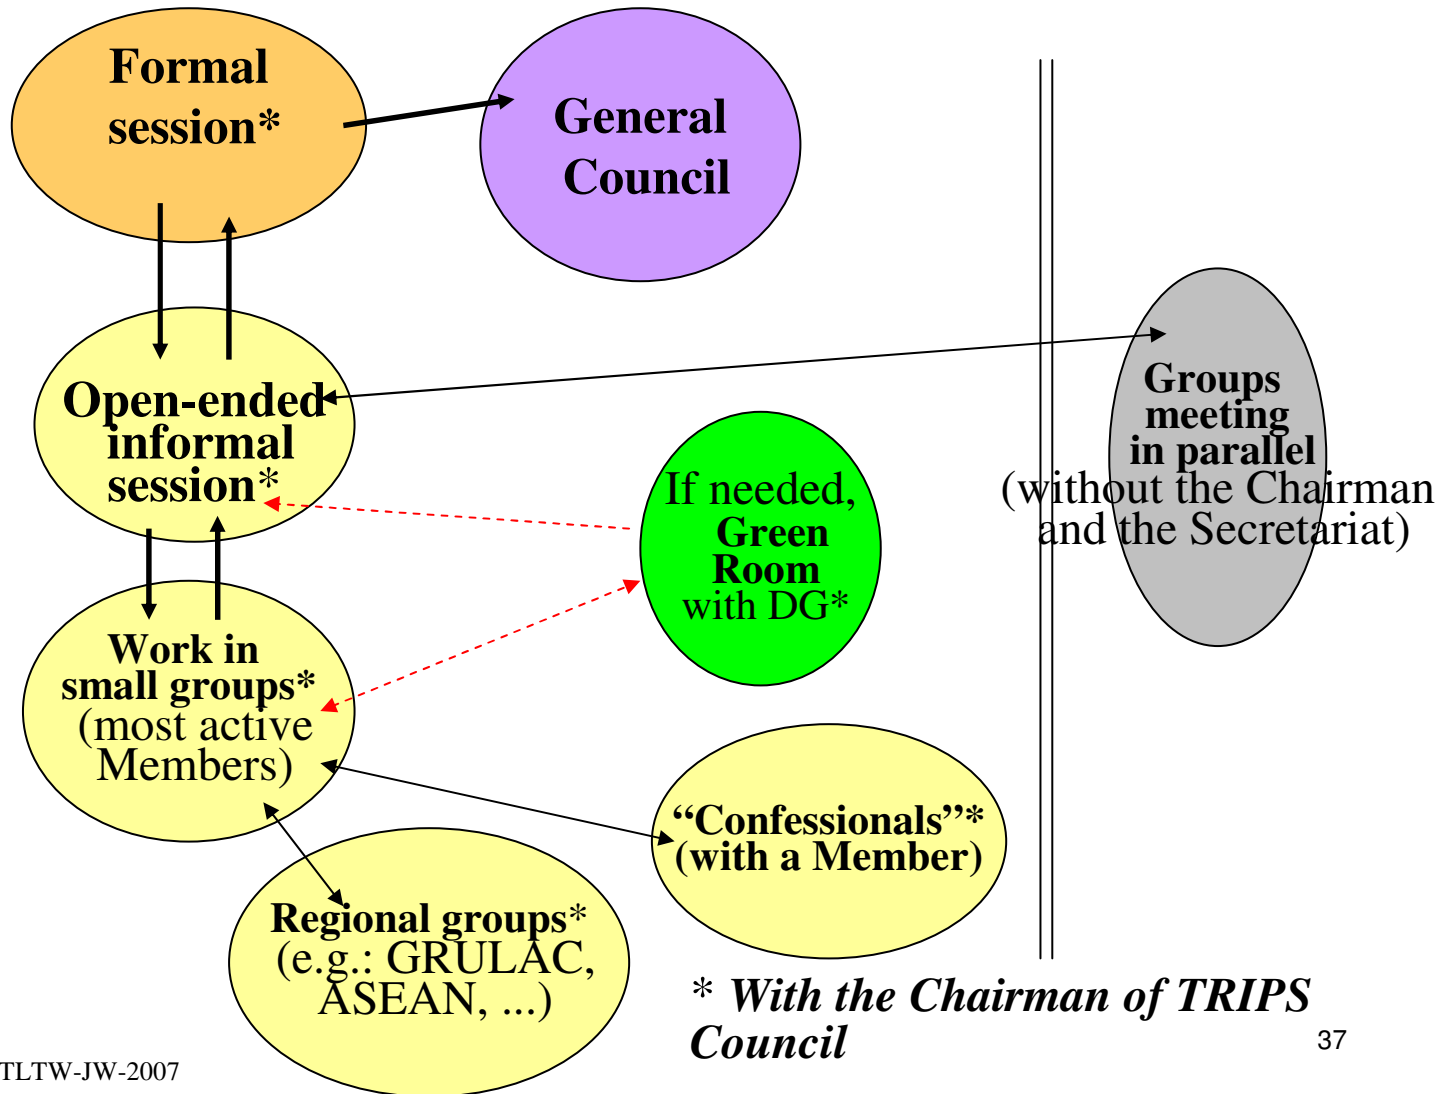 Formal
session*
General
Council
Open-ended
informal
session*
Groups
meeting
in parallel
(without the Chairman
and the Secretariat)
If needed,
Green
Room
with DG*
Work in
small groups*
(most active
Members)
“Confessionals”*
(with a Member)
Regional groups*
(e.g.: GRULAC,
ASEAN, ...)
* With the Chairman of TRIPS
Council
37
TLTW-JW-2007